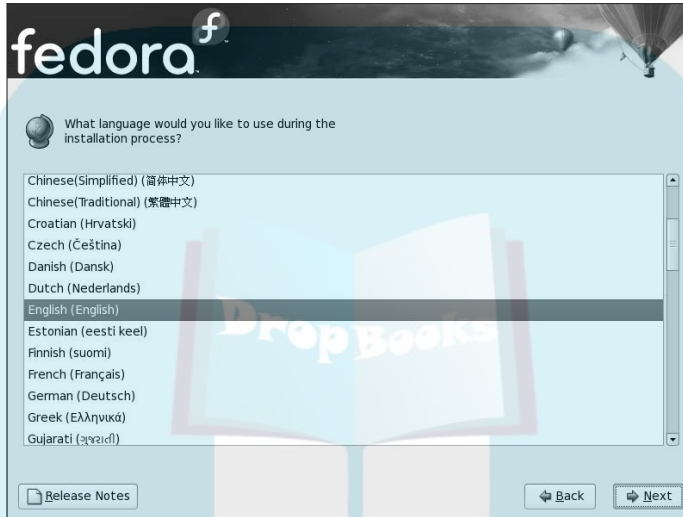 fedora
f
What language would you like to use during the
installation process?
Chinese(Simplified) (简体中文)
Chinese(Traditional) (繁體中文)
Croatian (Hrvatski)
Czech (Čeština)
Danish (Dansk)
Dutch (Nederlands)
English (English)
Estonian (eesti keel)
Finnish (suomi)
French (Français)
German (Deutsch)
Greek (Ελληνικά)
Gujarati (ગુજરાતી)
DropBooks
Release Notes
Back
Next